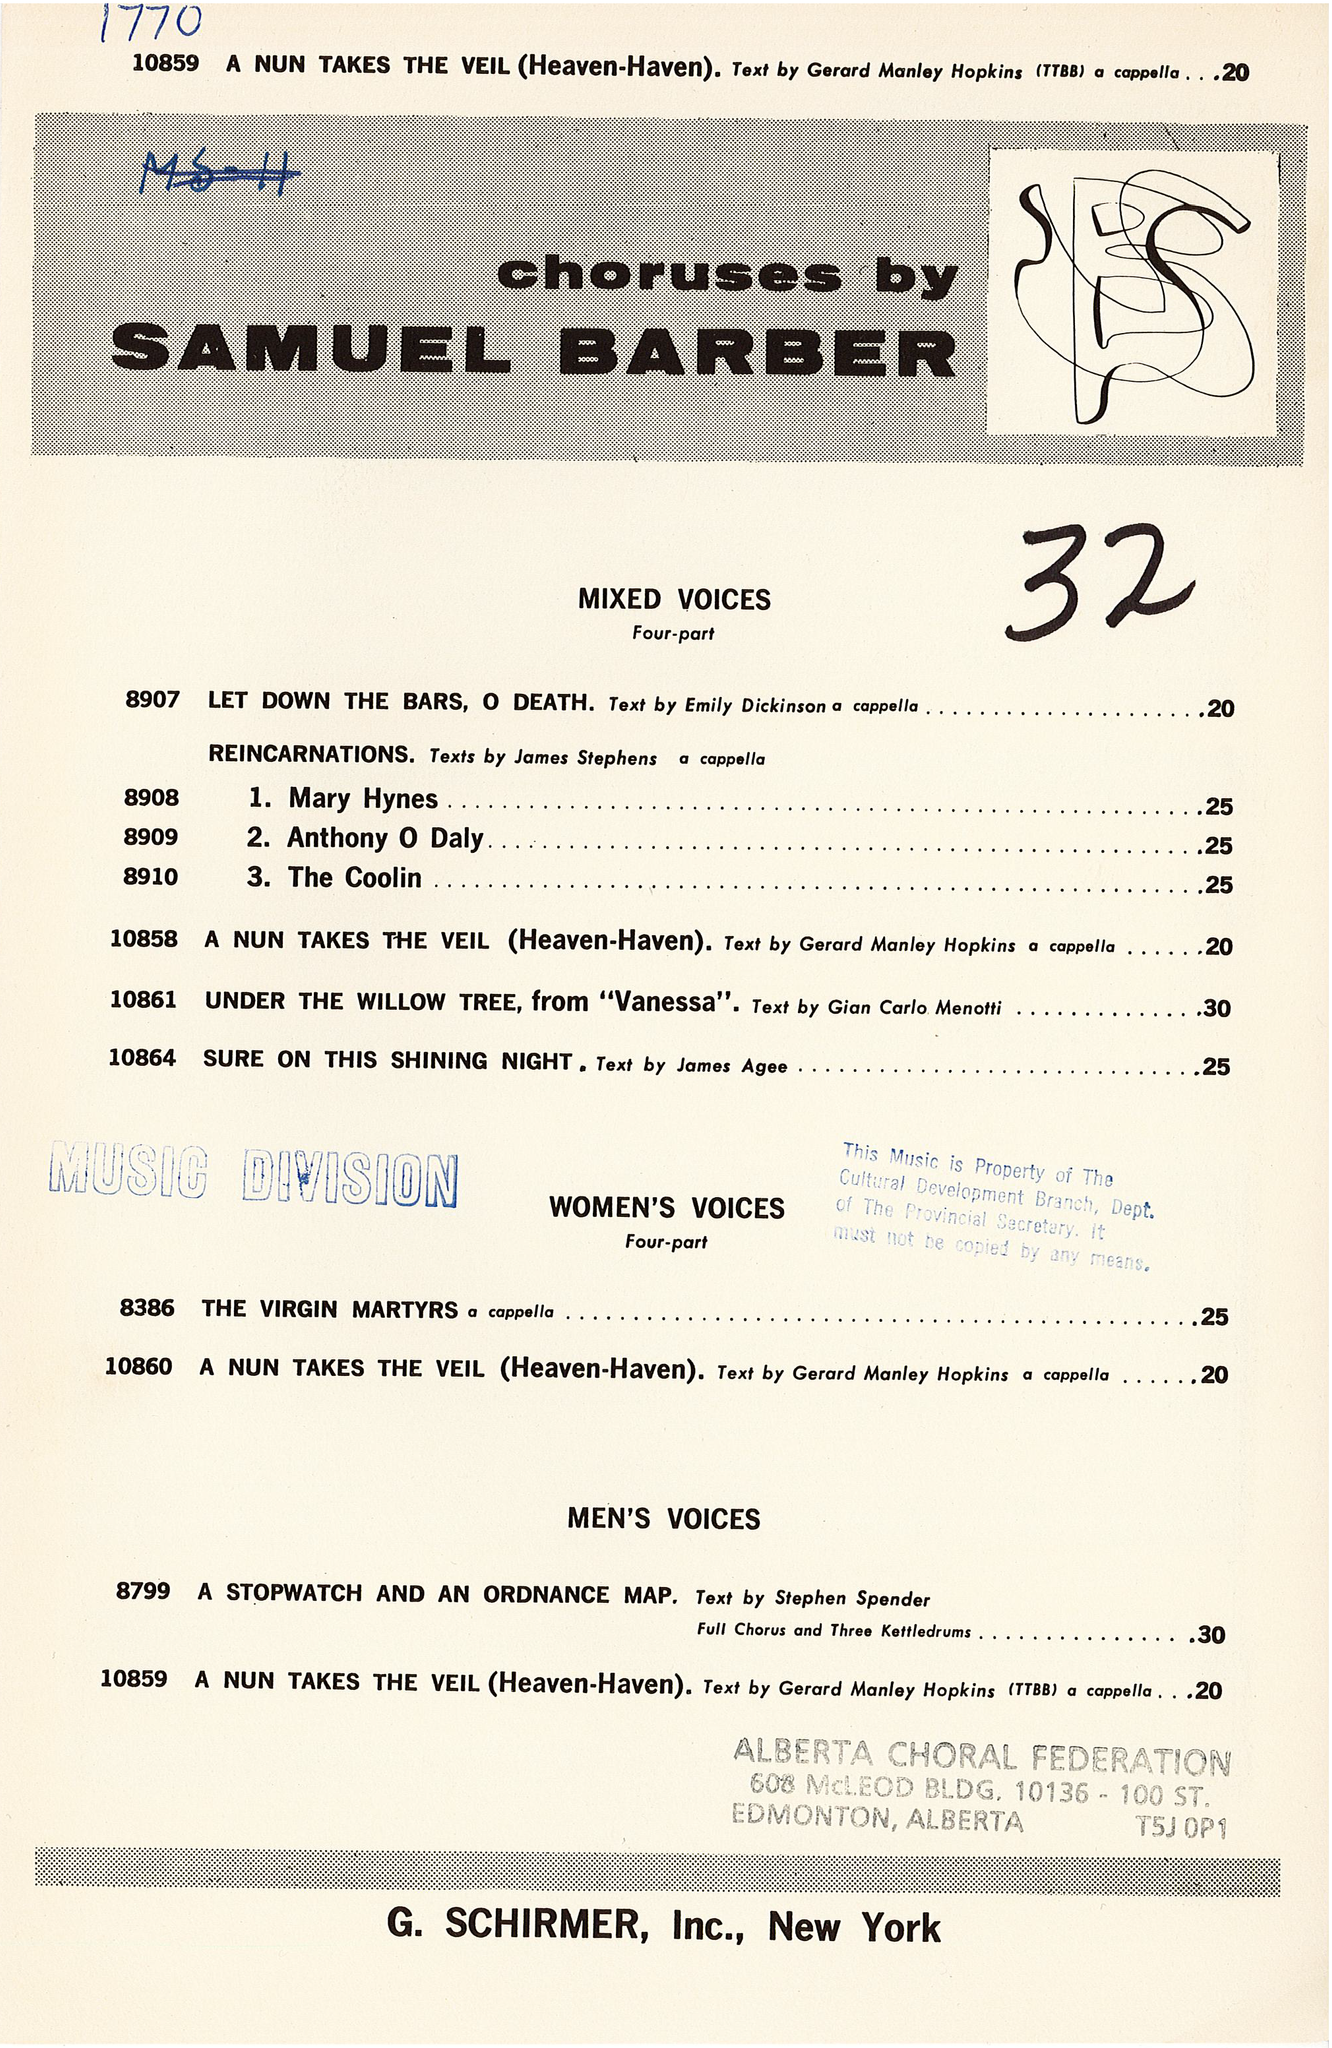 1770
10859 A NUN TAKES THE VEIL (Heaven-Haven). Text by Gerard Manley Hopkins (TTBB) a cappella . . . .20
MS-H
choruses by
SAMUEL BARBER
32
MIXED VOICES
Four-part
8907 LET DOWN THE BARS, O DEATH. Text by Emily Dickinson a cappella . . . . . . . . . . . . . . . . . . . . . .20
REINCARNATIONS. Texts by James Stephens a cappella
8908 1. Mary Hynes . . . . . . . . . . . . . . . . . . . . . . . . . . . . . . . . . . . . . . . . . . . . . . . . . . . . . . . .25
8909 2. Anthony O Daly. . . . . . . . . . . . . . . . . . . . . . . . . . . . . . . . . . . . . . . . . . . . . . . . . . . . .25
8910 3. The Coolin . . . . . . . . . . . . . . . . . . . . . . . . . . . . . . . . . . . . . . . . . . . . . . . . . . . . . . . . .25
10858 A NUN TAKES THE VEIL (Heaven-Haven). Text by Gerard Manley Hopkins a cappella . . . . . .20
10861 UNDER THE WILLOW TREE, from “Vanessa”. Text by Gian Carlo Menotti . . . . . . . . . . . . . .30
10864 SURE ON THIS SHINING NIGHT. Text by James Agee . . . . . . . . . . . . . . . . . . . . . . . . . . . . . .25
MUSIC DIVISION
This Music is Property of The
Cultural Development Branch, Dept.
of The Provincial Secretary. It
must not be copied by any means.
WOMEN'S VOICES
Four-part
8386 THE VIRGIN MARTYRS a cappella . . . . . . . . . . . . . . . . . . . . . . . . . . . . . . . . . . . . . . . . . . . . . . .25
10860 A NUN TAKES THE VEIL (Heaven-Haven). Text by Gerard Manley Hopkins a cappella . . . . . .20
MEN'S VOICES
8799 A STOPWATCH AND AN ORDNANCE MAP. Text by Stephen Spender
Full Chorus and Three Kettledrums . . . . . . . . . . . . . . . .30
10859 A NUN TAKES THE VEIL (Heaven-Haven). Text by Gerard Manley Hopkins (TTBB) a cappella . . . .20
ALBERTA CHORAL FEDERATION
608 McLEOD BLDG. 10136 - 100 ST.
EDMONTON, ALBERTA T5J 0P1
G. SCHIRMER, Inc., New York